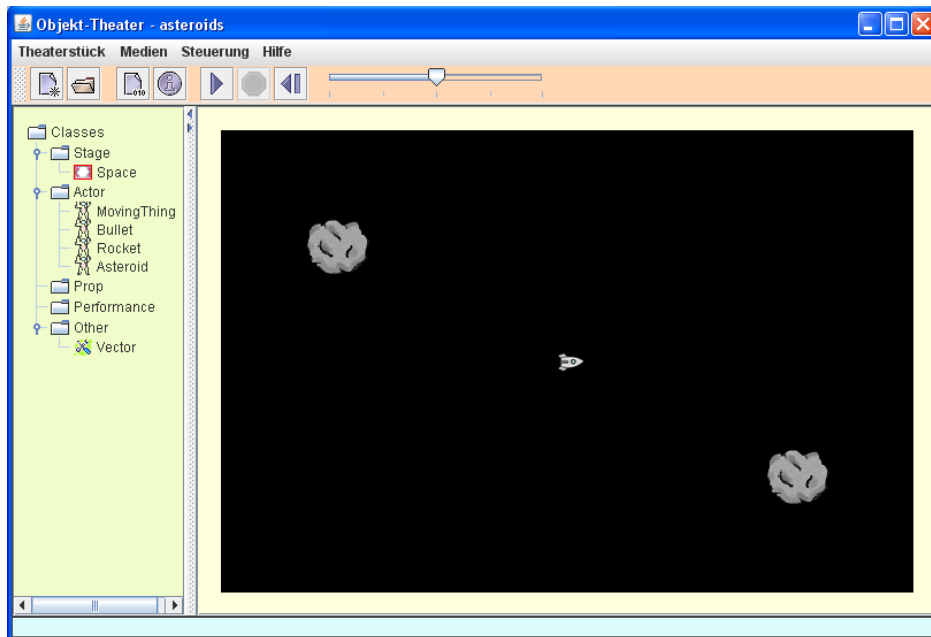 Objekt-Theater - asteroids
Theaterstück Medien Steuerung Hilfe
010
Classes
Stage
Space
Actor
MovingThing
Bullet
Rocket
Asteroid
Prop
Performance
Other
Vector